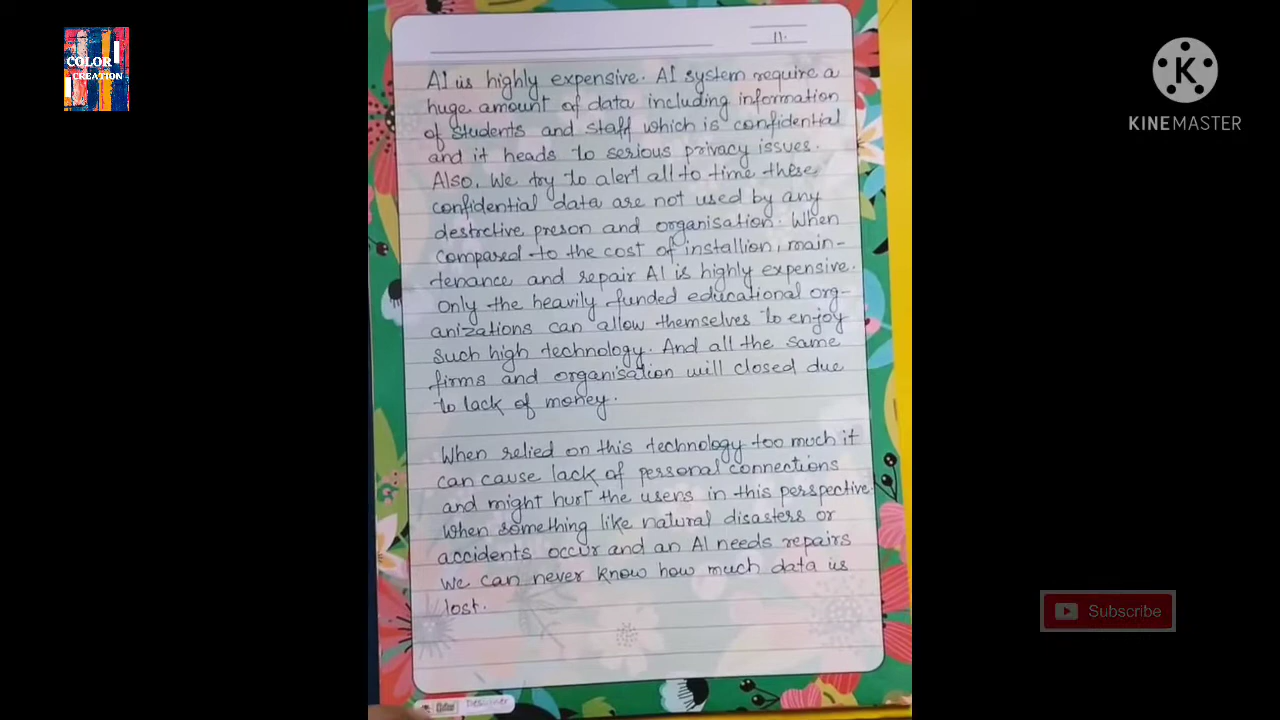 COLOR
CREATION
K
KINEMASTER
Subscribe
11.
AI is highly expensive. AI system require a
huge amount of data including information
of students and staff which is confidential
and it heads to serious privacy issues.
Also, We try to alert all to time these
confidential data are not used by any
destrctive preson and organisation. When
compared to the cost of installion, main-
tenance and repair AI is highly expensive.
Only the heavily funded educational org-
anizations can allow themselves to enjoy
such high technology. And all the same
firms and organisation will closed due
to lack of money.
When relied on this technology too much it
can cause lack of personal connections
and might hurt the usens in this perspective.
When something like natural disasters or
accidents occur and an AI needs repairs
We can never know how much data is
lost.
Designer